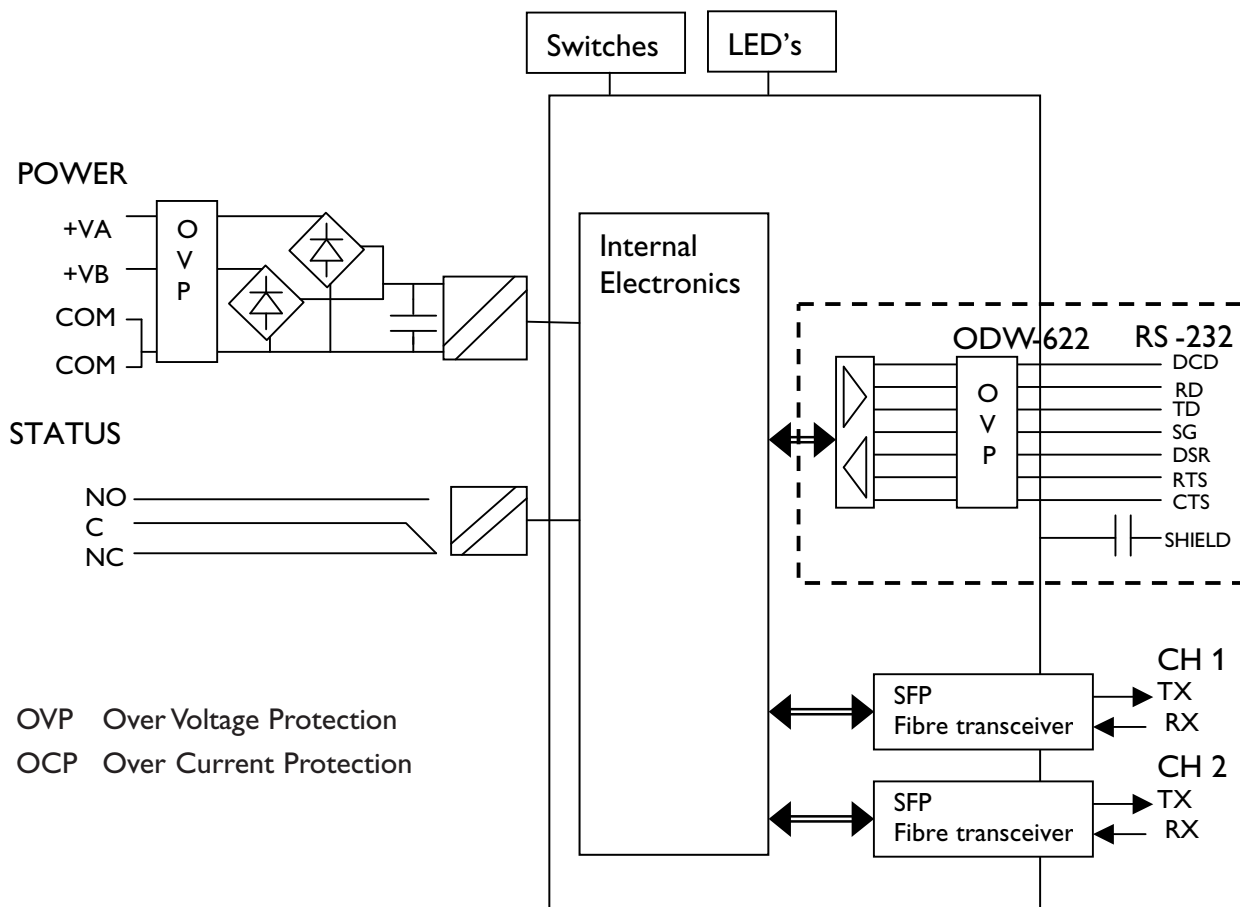 Switches
LED's
POWER
+VA
+VB
COM
COM
O
V
P
STATUS
NO
C
NC
Internal
Electronics
ODW-622
RS -232
O
V
P
DCD
RD
TD
SG
DSR
RTS
CTS
SHIELD
CH 1
SFP
Fibre transceiver
TX
RX
CH 2
SFP
Fibre transceiver
TX
RX
OVP Over Voltage Protection
OCP Over Current Protection